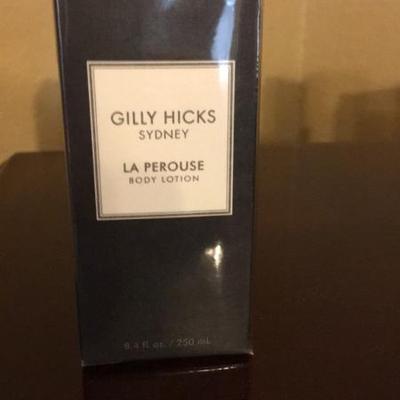 GILLY HICKS
SYDNEY
LA PEROUSE
BODY LOTION
8.4 fl oz. / 250 mL